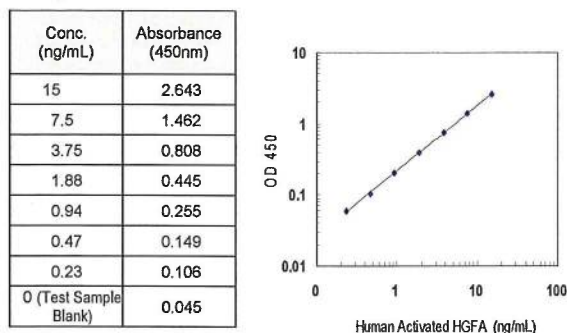 Conc. (ng/mL) Absorbance (450nm)
15 2.643
7.5 1.462
3.75 0.808
1.88 0.445
0.94 0.255
0.47 0.149
0.23 0.106
0 (Test Sample Blank) 0.045
10
1
0.1
0.01
OD 450
0 1 10 100
Human Activated HGFA (ng/mL)